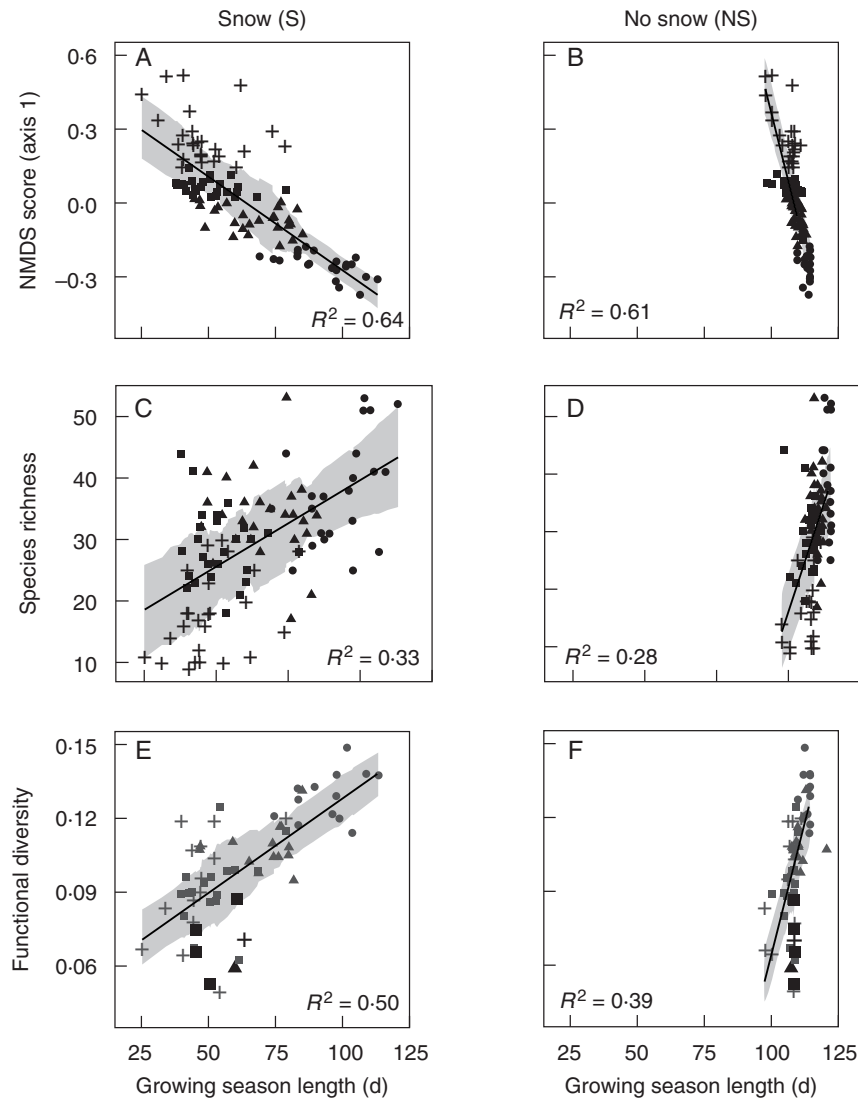 Snow (S)
No snow (NS)
A
B
NMDS score (axis 1)
0·6
0·3
0·0
–0·3
R² = 0·64
R² = 0·61
C
D
Species richness
50
40
30
20
10
R² = 0·33
R² = 0·28
E
F
Functional diversity
0·15
0·12
0·09
0·06
R² = 0·50
R² = 0·39
25 50 75 100 125
25 50 75 100 125
Growing season length (d)
Growing season length (d)